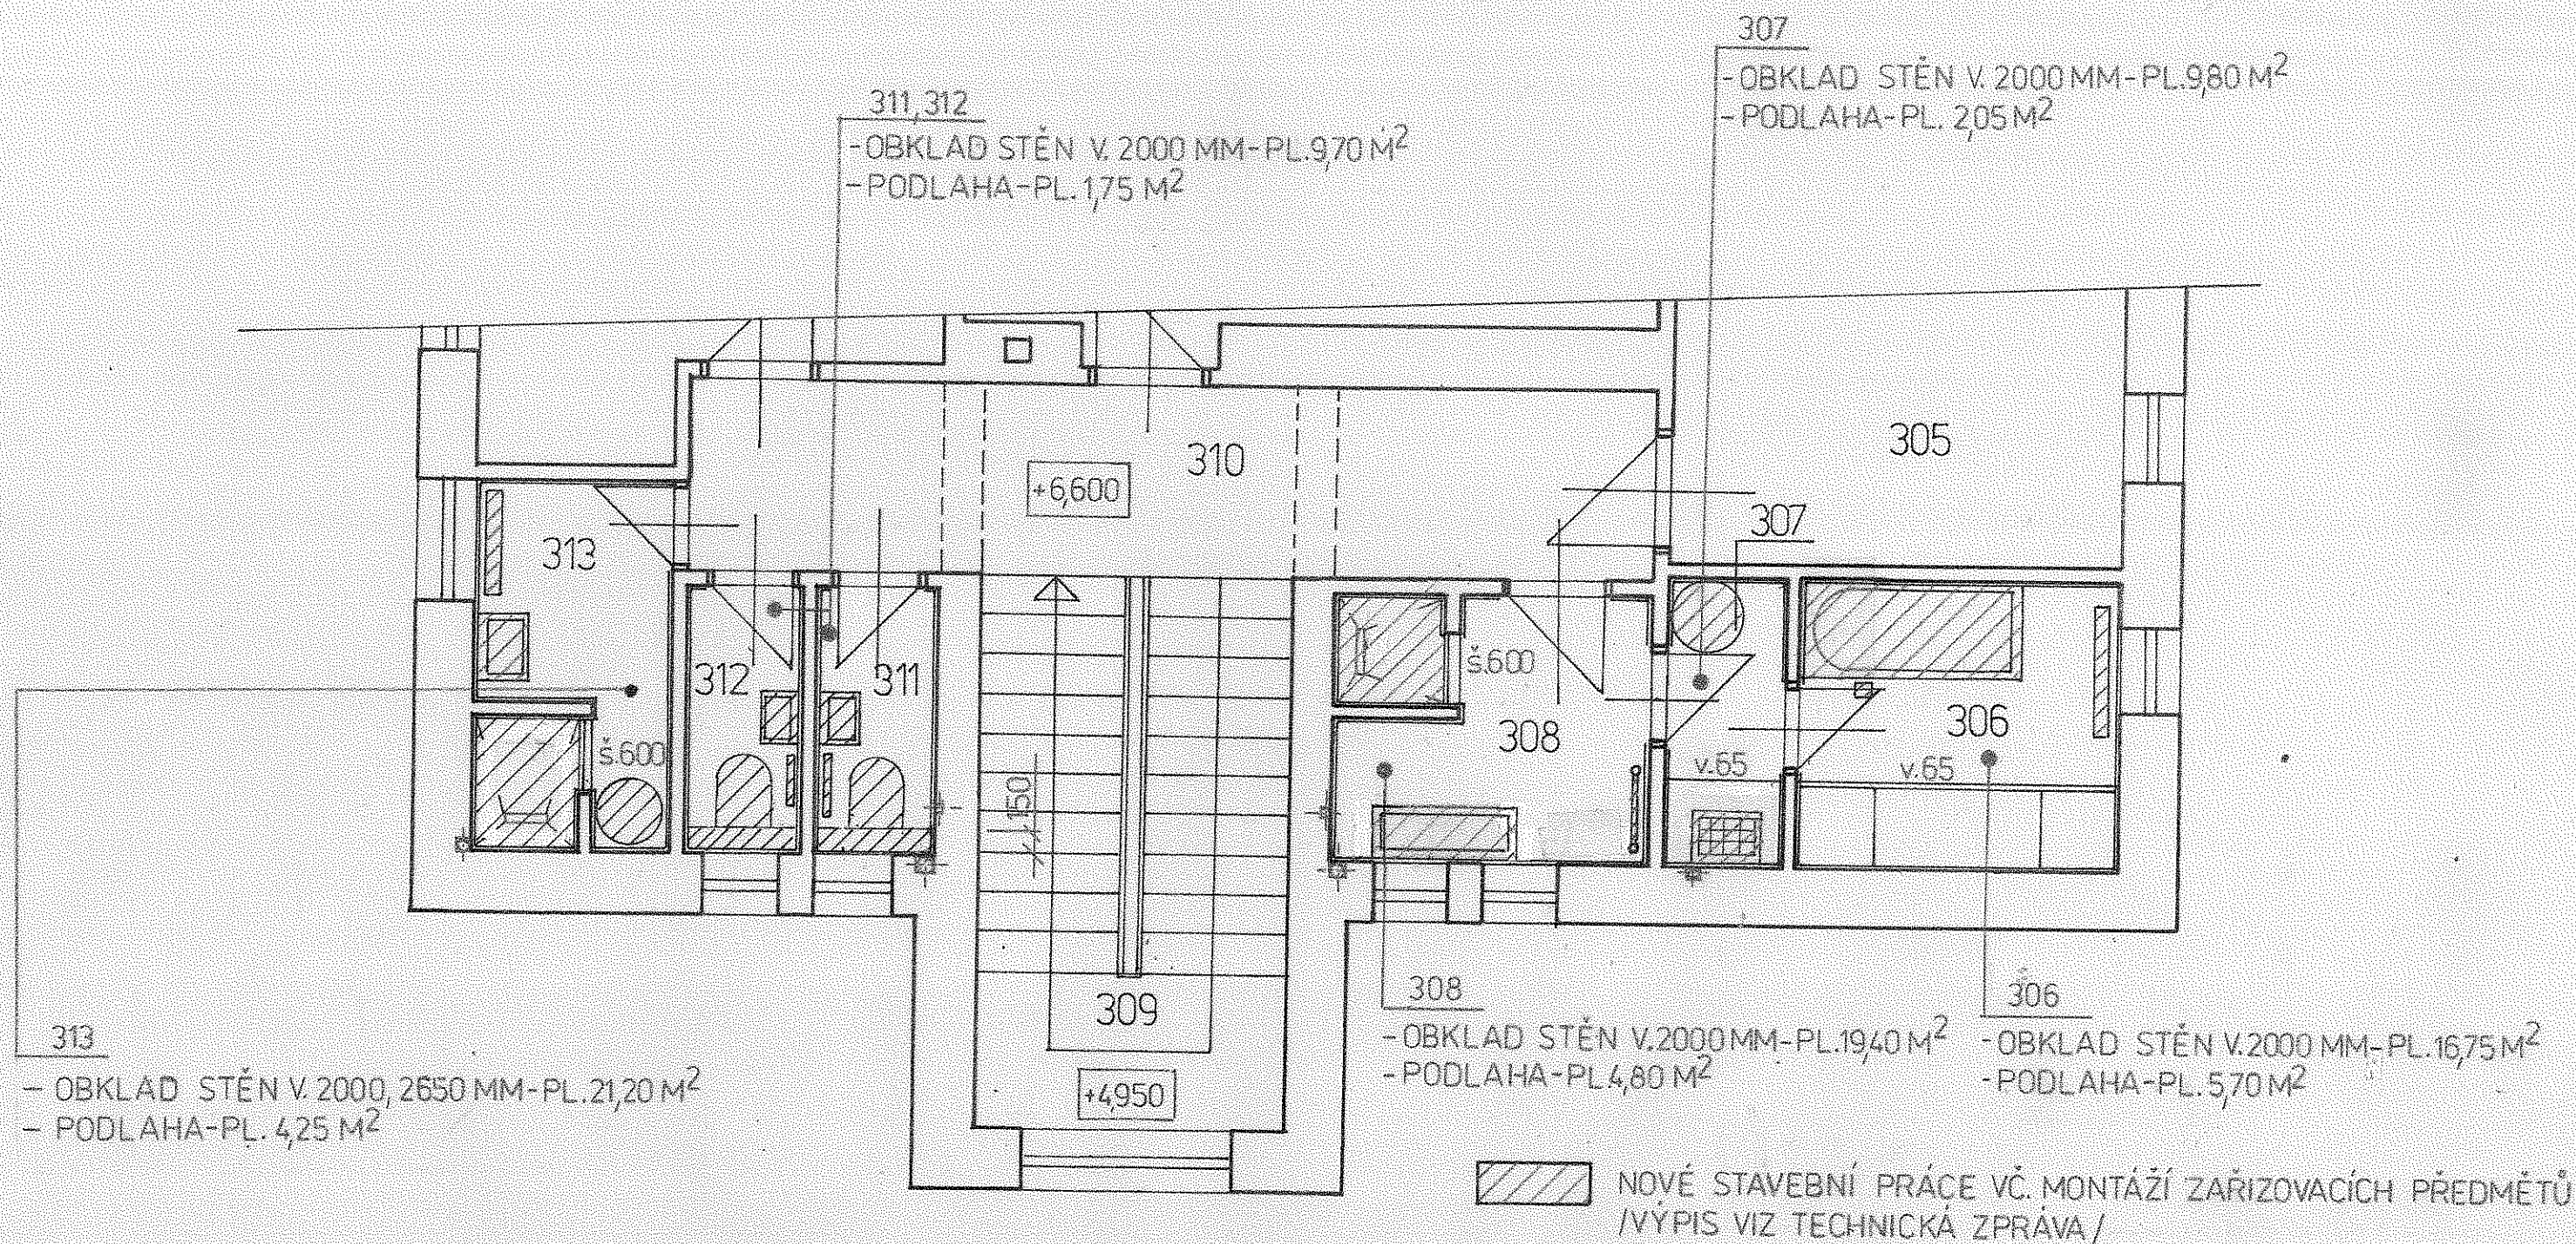 307
-OBKLAD STĚN V. 2000 MM-PL.9,80 M²
-PODLAHA-PL. 2,05 M²
311,312
-OBKLAD STĚN V. 2000 MM-PL.9,70 M²
-PODLAHA-PL. 1,75 M²
310
305
+6,600
307
313
312
311
š.600
308
306
š.600
v.65
v.65
150
309
+4,950
313
- OBKLAD STĚN V. 2000, 2650 MM-PL.21,20 M²
- PODLAHA-PL. 4,25 M²
308
-OBKLAD STĚN V.2000MM-PL.19,40 M²
-PODLAHA-PL.4,80 M²
306
-OBKLAD STĚN V.2000 MM-PL.16,75 M²
-PODLAHA-PL. 5,70 M²
NOVÉ STAVEBNÍ PRÁCE VČ. MONTÁŽÍ ZAŘIZOVACÍCH PŘEDMĚTŮ
/VÝPIS VIZ TECHNICKÁ ZPRÁVA/